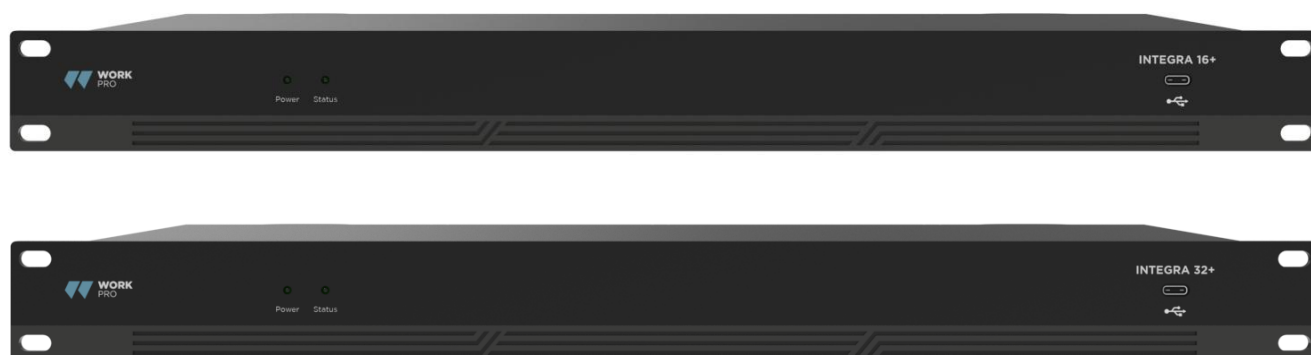 INTEGRA 16+
WORK
PRO
Power Status
INTEGRA 32+
WORK
PRO
Power Status